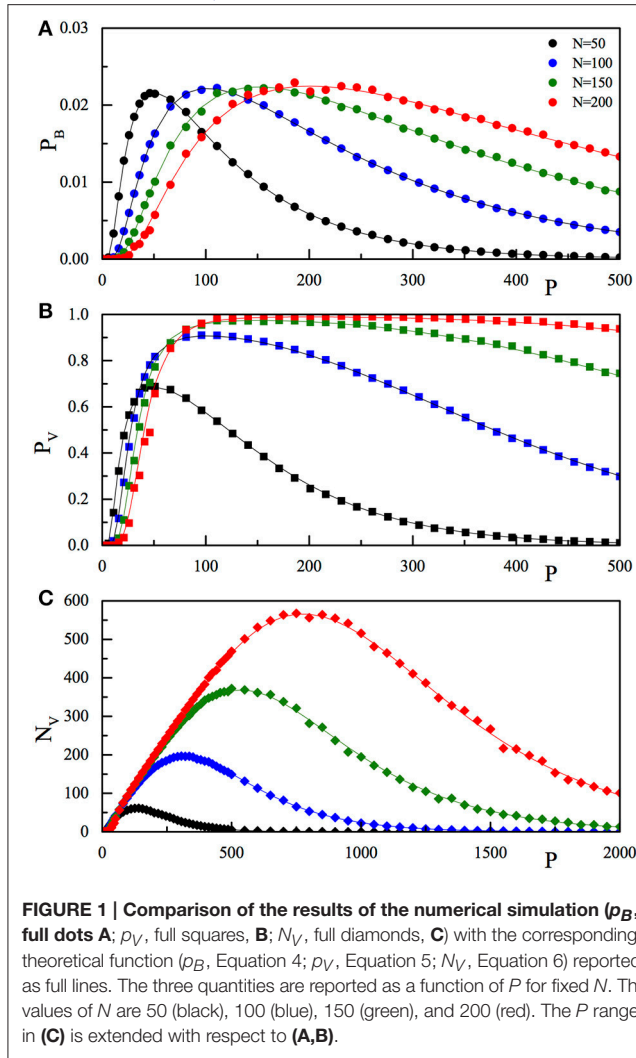 A
0.03
0.02
0.01
0.00
P_B
N=50
N=100
N=150
N=200
0 100 200 300 400 500
P
B
1.0
0.8
0.6
0.4
0.2
0.0
P_V
0 100 200 300 400 500
P
C
600
500
400
300
200
100
0
N_V
0 500 1000 1500 2000
P
FIGURE 1 | Comparison of the results of the numerical simulation (p_B,
full dots A; p_V, full squares, B; N_V, full diamonds, C) with the corresponding
theoretical function (p_B, Equation 4; p_V, Equation 5; N_V, Equation 6) reported
as full lines. The three quantities are reported as a function of P for fixed N. Th
values of N are 50 (black), 100 (blue), 150 (green), and 200 (red). The P range
in (C) is extended with respect to (A,B).